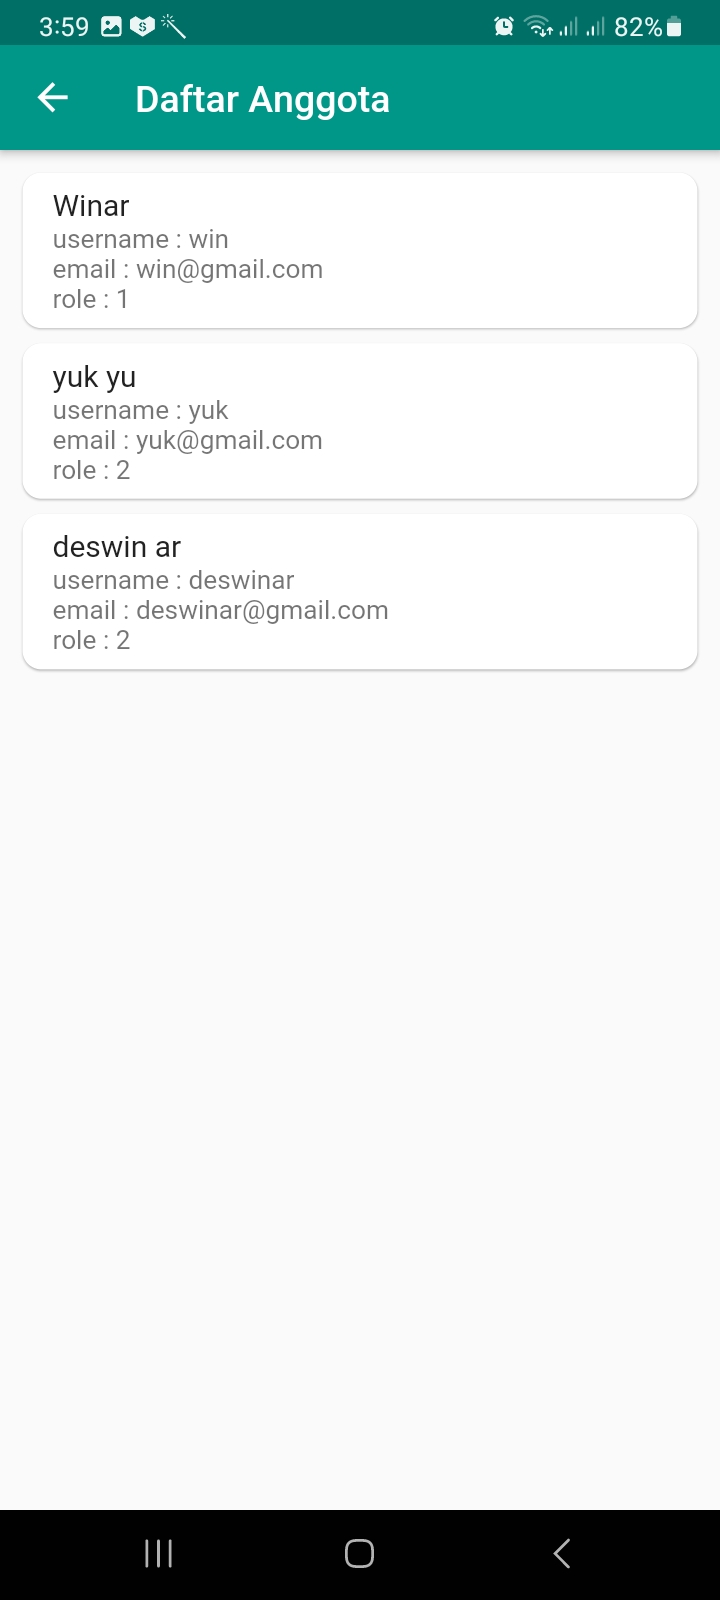 3:59 82%
Daftar Anggota
Winar
username : win
email : win@gmail.com
role : 1
yuk yu
username : yuk
email : yuk@gmail.com
role : 2
deswin ar
username : deswinar
email : deswinar@gmail.com
role : 2